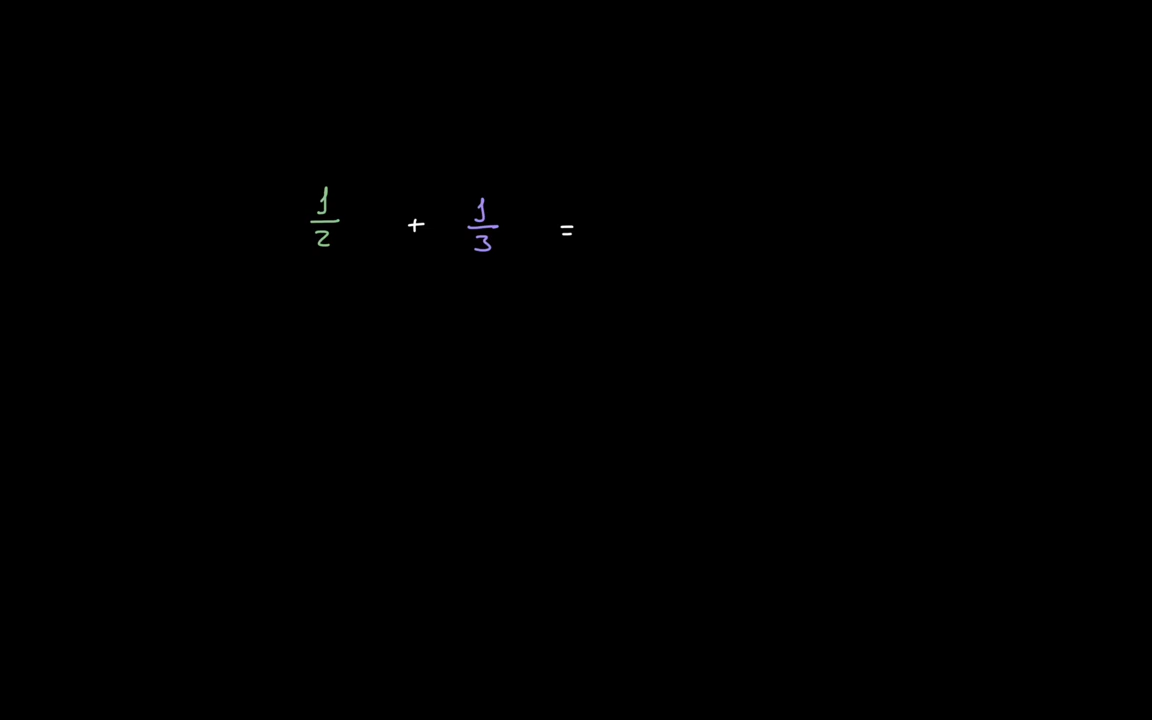 1/2 + 1/3 =